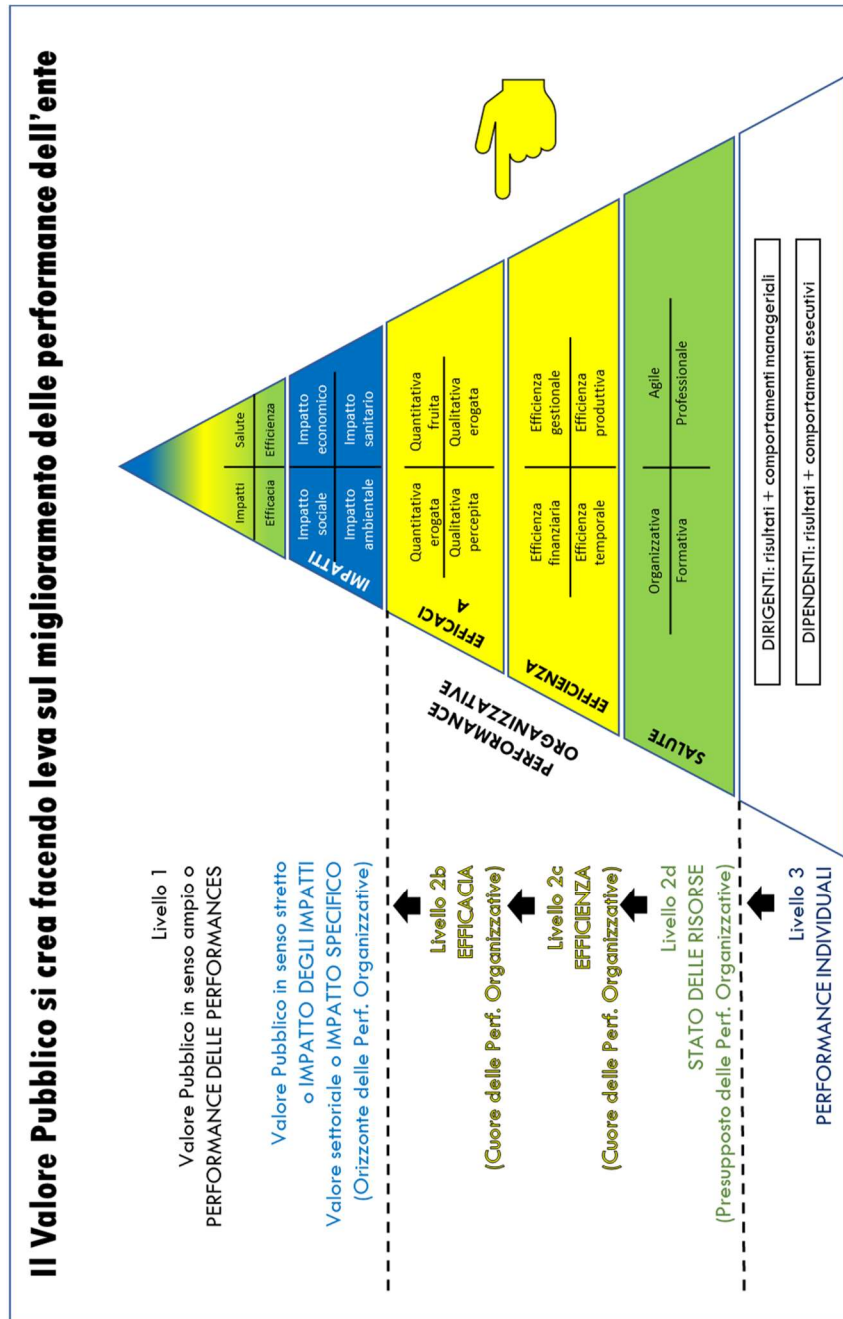 Il Valore Pubblico si crea facendo leva sul miglioramento delle performance dell'ente
Livello 1
Valore Pubblico in senso ampio o
PERFORMANCE DELLE PERFORMANCES
Valore Pubblico in senso stretto
o IMPATTO DEGLI IMPATTI
Valore settoriale o IMPATTO SPECIFICO
(Orizzonte delle Perf. Organizzative)
Livello 2b
EFFICACIA
(Cuore delle Perf. Organizzative)
Livello 2c
EFFICIENZA
(Cuore delle Perf. Organizzative)
Livello 2d
STATO DELLE RISORSE
(Presupposto delle Perf. Organizzative)
Livello 3
PERFORMANCE INDIVIDUALI
PERFORMANCE
ORGANIZZATIVE
Impatti
Salute
Efficacia
Efficienza
IMPATTI
Impatto
sociale
Impatto
economico
Impatto
ambientale
Impatto
sanitario
EFFICACI
A
Quantitativa
erogata
Quantitativa
fruita
Qualitativa
percepita
Qualitativa
erogata
EFFICIENZA
Efficienza
finanziaria
Efficienza
gestionale
Efficienza
temporale
Efficienza
produttiva
SALUTE
Organizzativa
Agile
Formativa
Professionale
DIRIGENTI: risultati + comportamenti manageriali
DIPENDENTI: risultati + comportamenti esecutivi